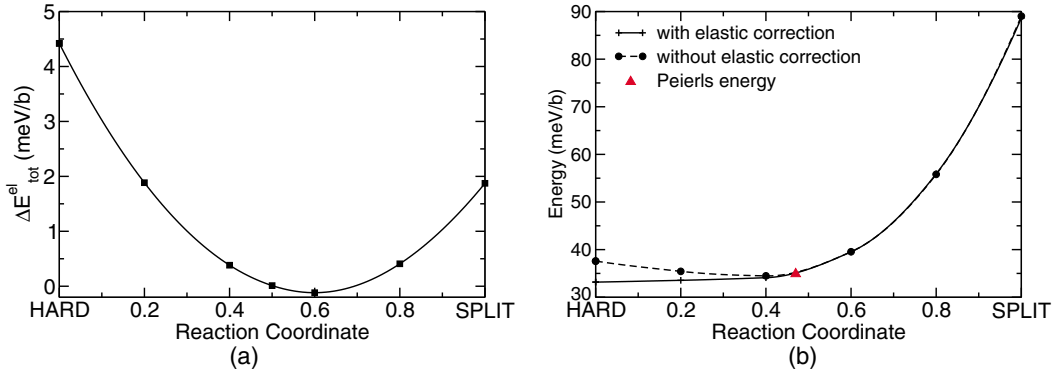 5
4
3
2
1
0
ΔE^el_tot (meV/b)
HARD 0.2 0.4 0.6 0.8 SPLIT
Reaction Coordinate
(a)
90
80
70
60
50
40
30
Energy (meV/b)
with elastic correction
without elastic correction
Peierls energy
HARD 0.2 0.4 0.6 0.8 SPLIT
Reaction Coordinate
(b)